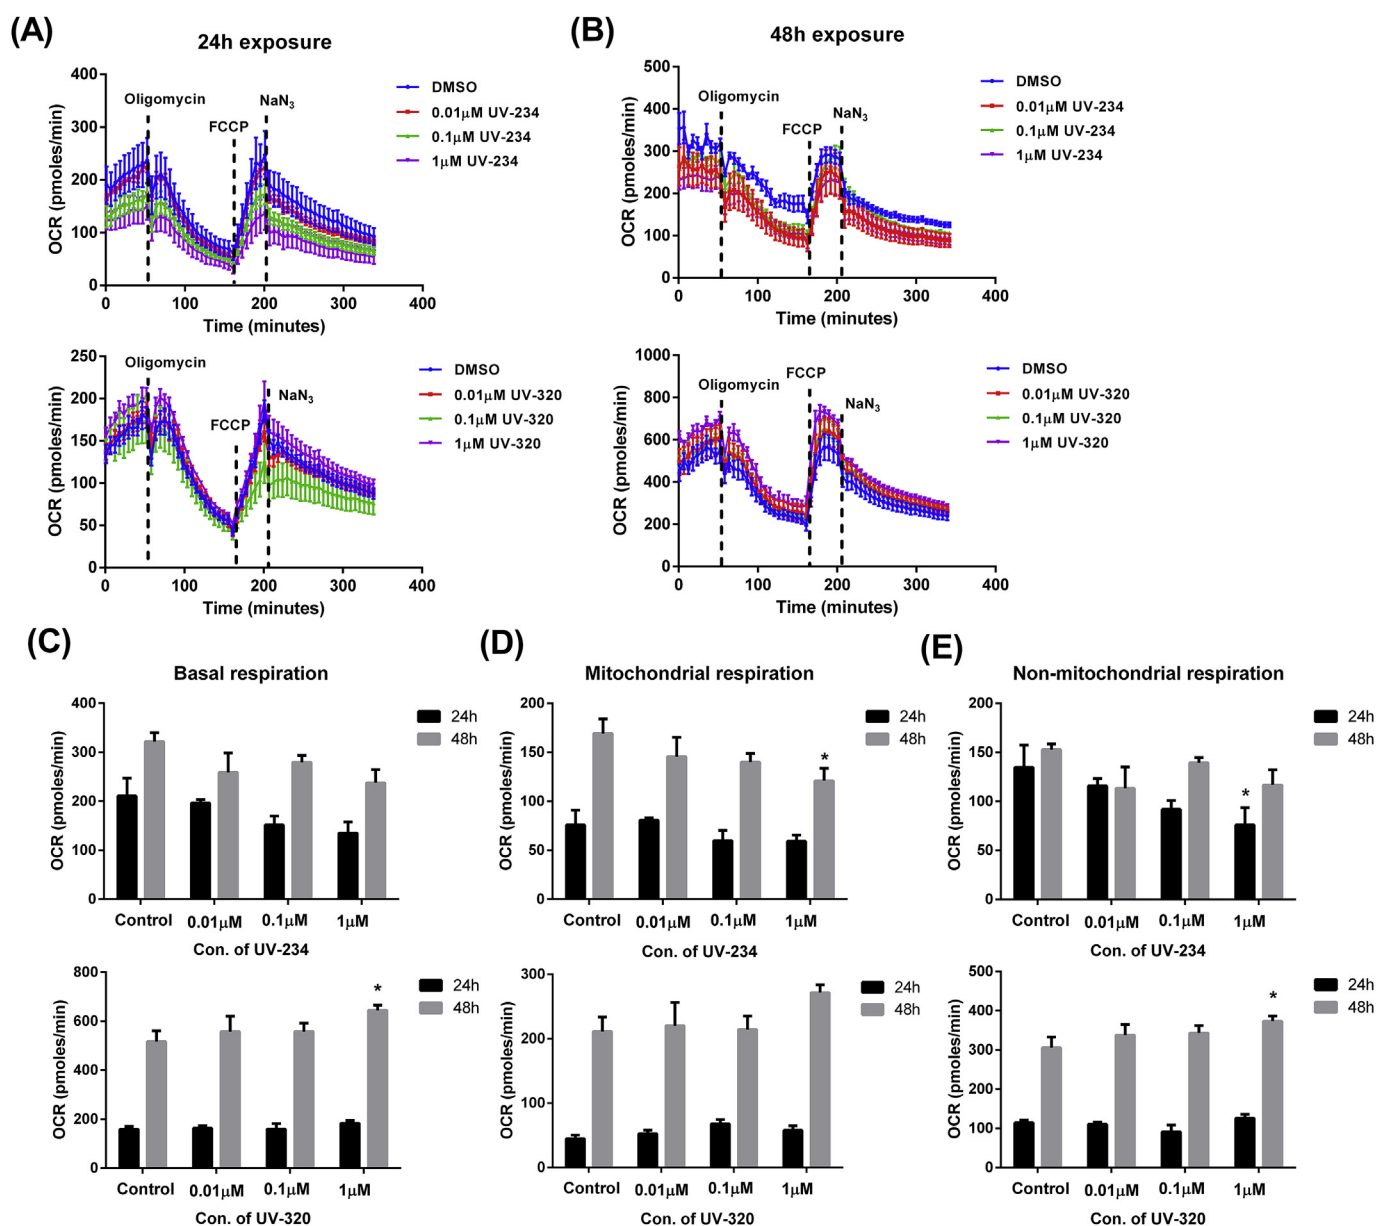 (A)
24h exposure
400
300
200
100
0
OCR (pmoles/min)
Oligomycin
FCCP
NaN3
DMSO
0.01μM UV-234
0.1μM UV-234
1μM UV-234
0 100 200 300 400
Time (minutes)
250
200
150
100
50
0
OCR (pmoles/min)
Oligomycin
FCCP
NaN3
DMSO
0.01μM UV-320
0.1μM UV-320
1μM UV-320
0 100 200 300 400
Time (minutes)
(B)
48h exposure
500
400
300
200
100
0
OCR (pmoles/min)
Oligomycin
FCCP
NaN3
DMSO
0.01μM UV-234
0.1μM UV-234
1μM UV-234
0 100 200 300 400
Time (minutes)
1000
800
600
400
200
0
OCR (pmoles/min)
Oligomycin
FCCP
NaN3
DMSO
0.01μM UV-320
0.1μM UV-320
1μM UV-320
0 100 200 300 400
Time (minutes)
(C)
Basal respiration
400
300
200
100
0
OCR (pmoles/min)
24h
48h
Control 0.01μM 0.1μM 1μM
Con. of UV-234
800
600
400
200
0
OCR (pmoles/min)
*
24h
48h
Control 0.01μM 0.1μM 1μM
Con. of UV-320
(D)
Mitochondrial respiration
200
150
100
50
0
OCR (pmoles/min)
*
24h
48h
Control 0.01μM 0.1μM 1μM
Con. of UV-234
300
200
100
0
OCR (pmoles/min)
24h
48h
Control 0.01μM 0.1μM 1μM
Con. of UV-320
(E)
Non-mitochondrial respiration
200
150
100
50
0
OCR (pmoles/min)
*
24h
48h
Control 0.01μM 0.1μM 1μM
Con. of UV-234
500
400
300
200
100
0
OCR (pmoles/min)
*
24h
48h
Control 0.01μM 0.1μM 1μM
Con. of UV-320